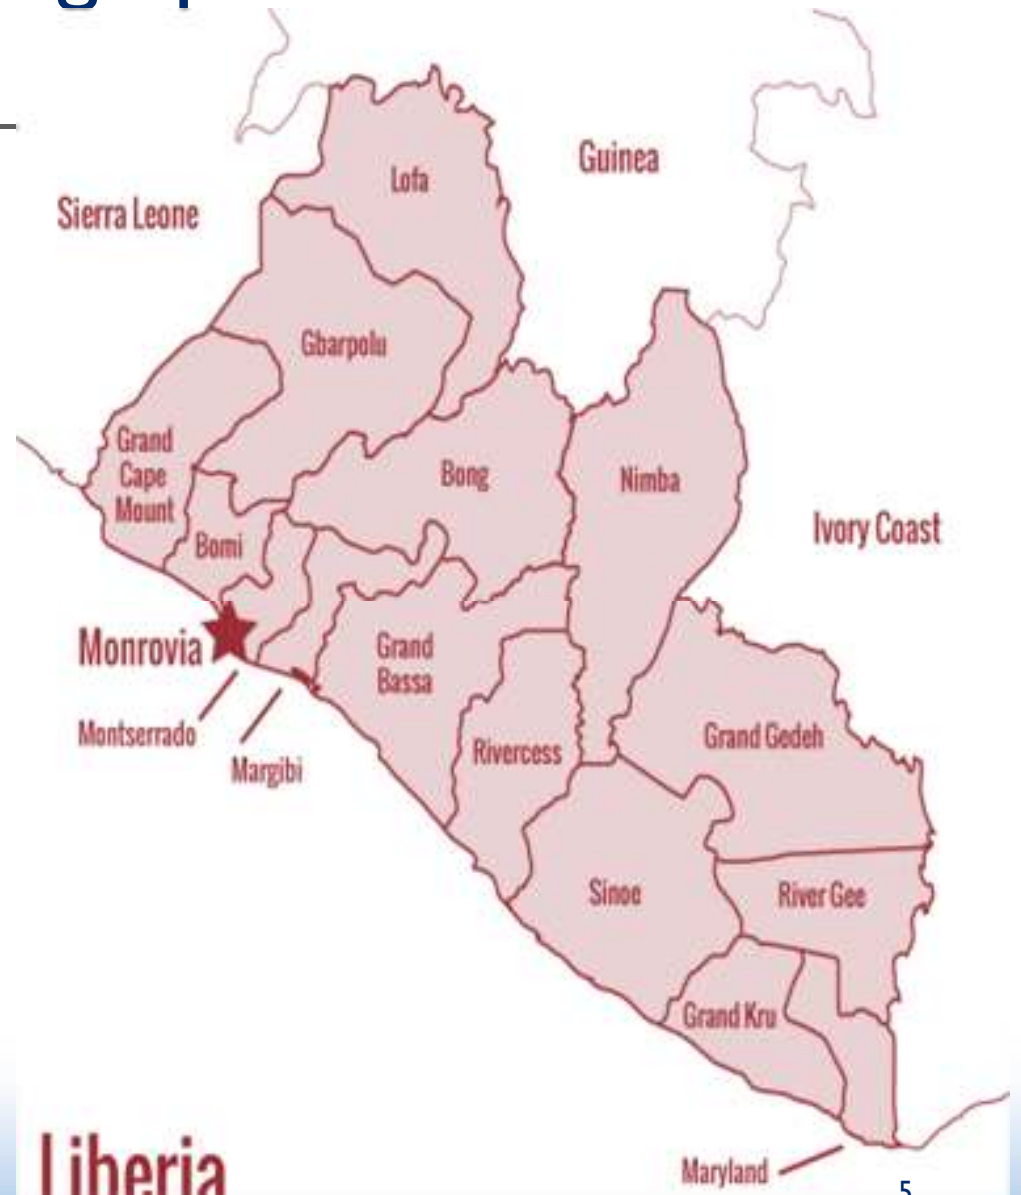 Guinea
Lofa
Sierra Leone
Gbarpolu
Grand
Cape
Mount
Bong
Nimba
Ivory Coast
Bomi
Monrovia
Grand
Bassa
Montserrado
Margibi
Rivercess
Grand Gedeh
Sinoe
River Gee
Grand Kru
Liberia
Maryland
5